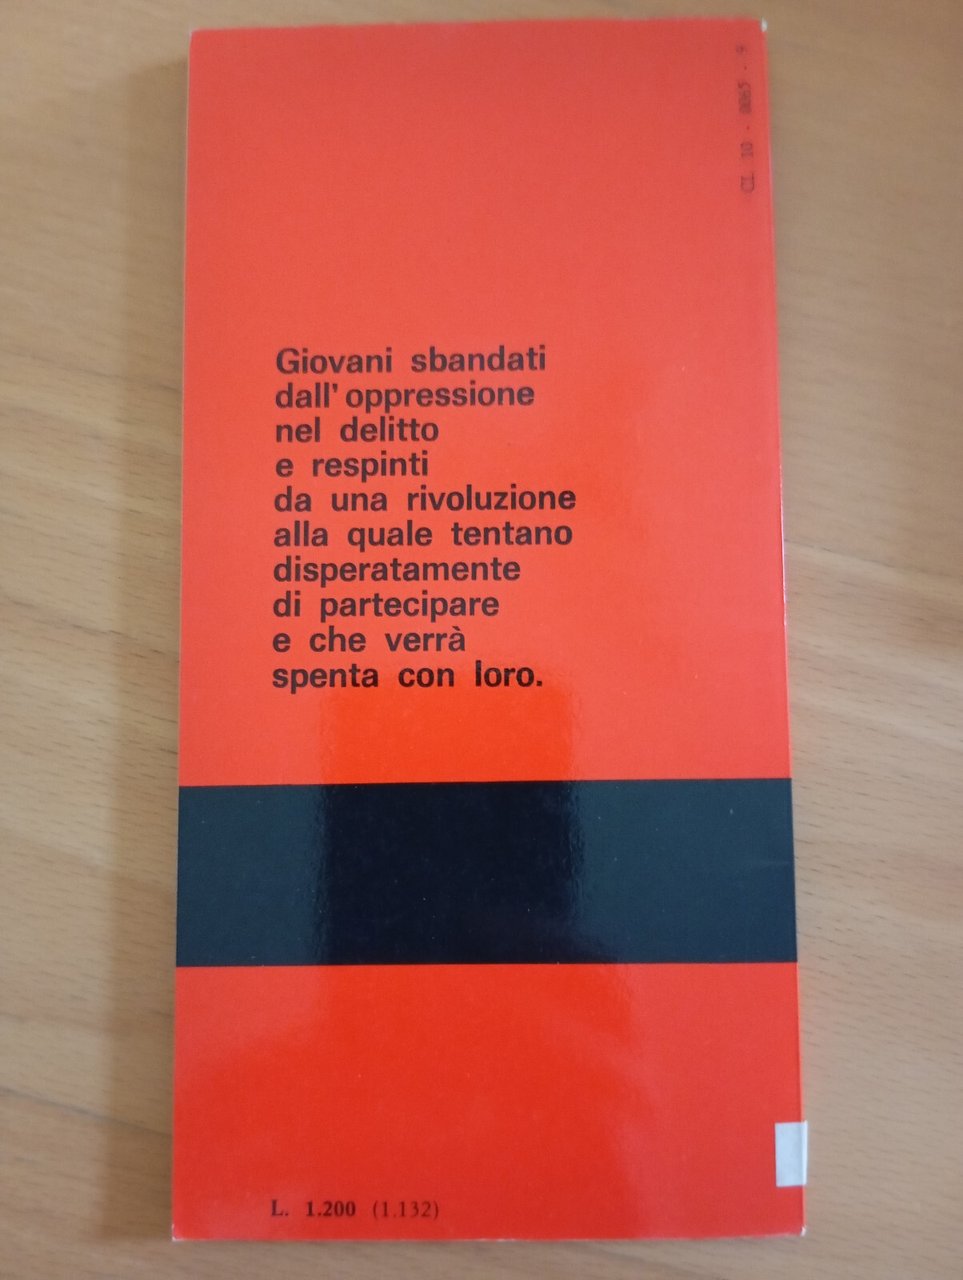 CL 10 - 0065 - 9
Giovani sbandati
dall'oppressione
nel delitto
e respinti
da una rivoluzione
alla quale tentano
disperatamente
di partecipare
e che verrà
spenta con loro.
L. 1.200 (1.132)